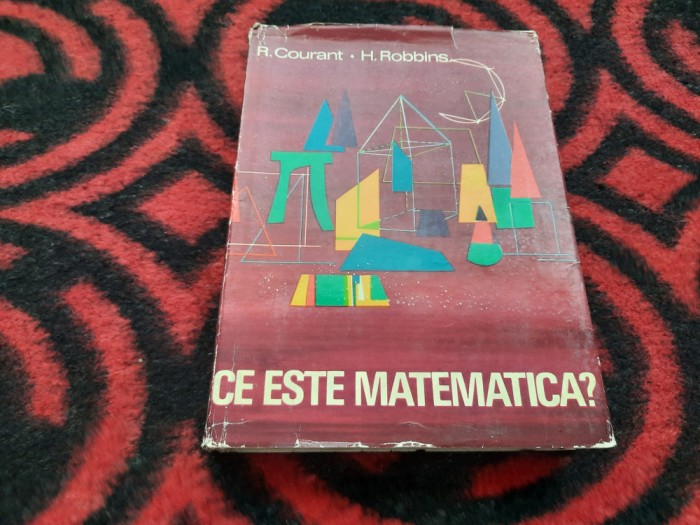 R. Courant • H. Robbins
CE ESTE MATEMATICA?